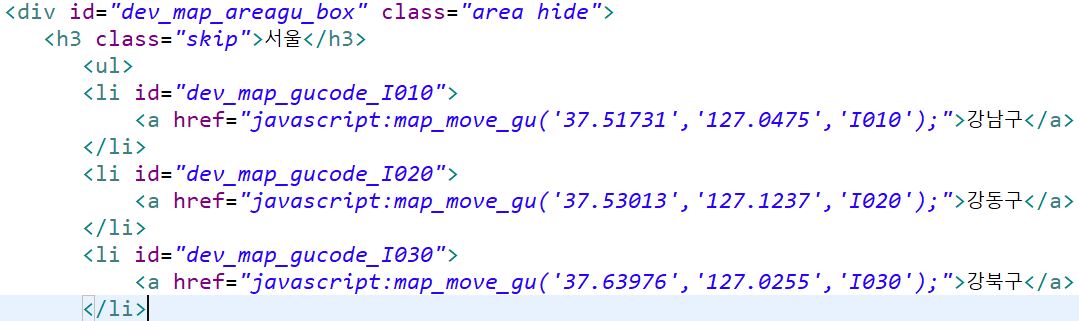 <div id="dev_map_areagu_box" class="area hide">
<h3 class="skip">서울</h3>
<ul>
<li id="dev_map_gucode_I010">
<a href="javascript:map_move_gu('37.51731','127.0475','I010');">강남구</a>
</li>
<li id="dev_map_gucode_I020">
<a href="javascript:map_move_gu('37.53013','127.1237','I020');">강동구</a>
</li>
<li id="dev_map_gucode_I030">
<a href="javascript:map_move_gu('37.63976','127.0255','I030');">강북구</a>
</li>